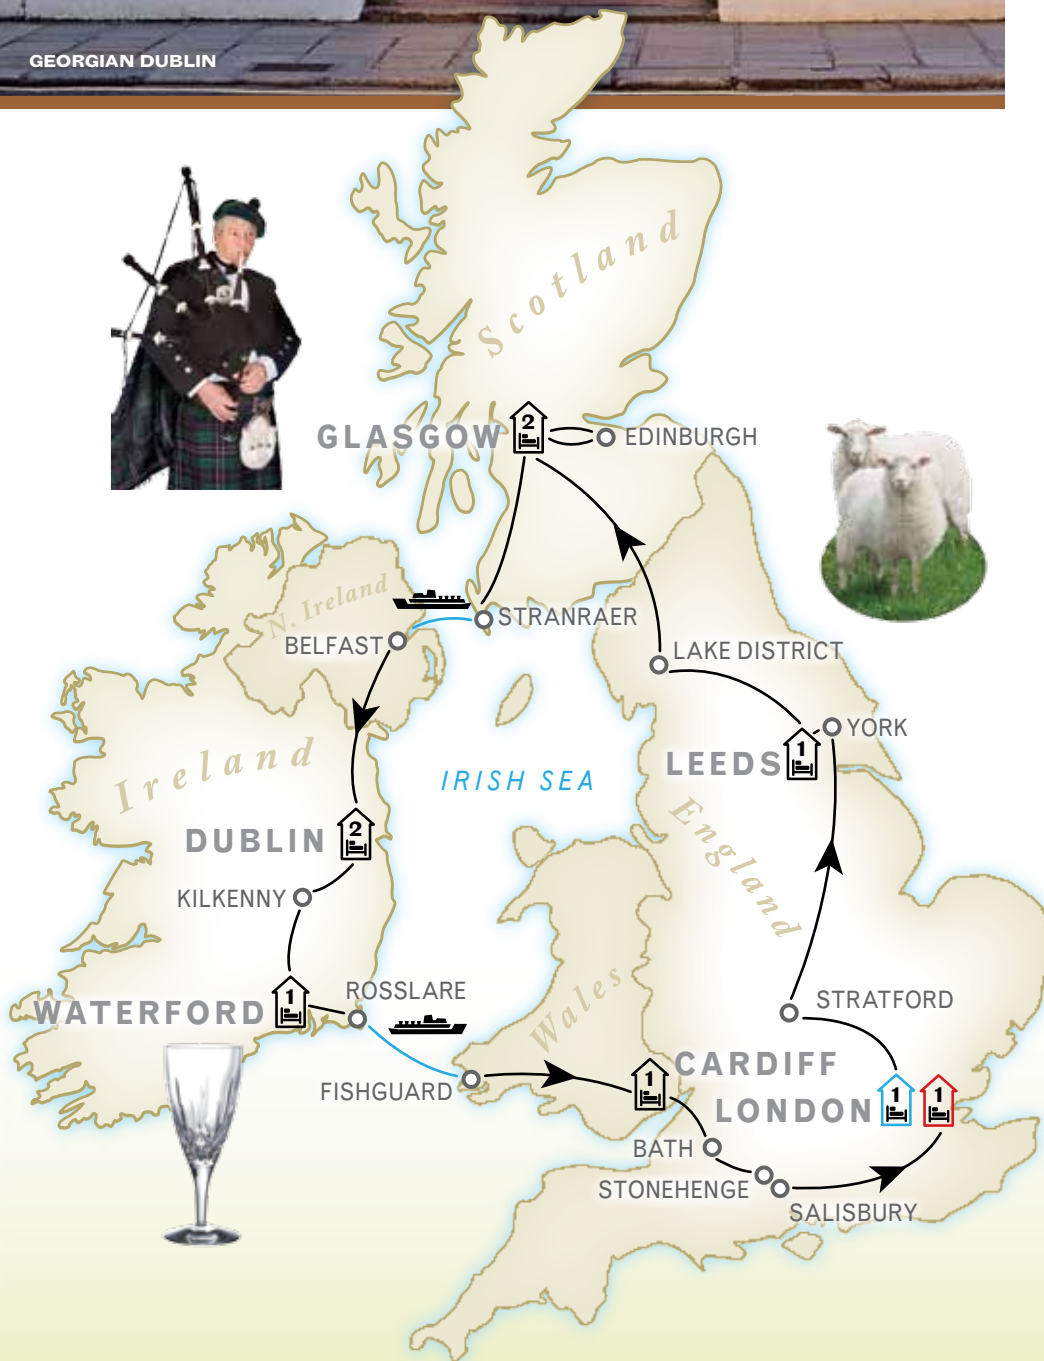 GEORGIAN DUBLIN
Scotland
GLASGOW
2
EDINBURGH
N. Ireland
STRANRAER
BELFAST
LAKE DISTRICT
YORK
LEEDS
1
Ireland
IRISH SEA
England
DUBLIN
2
KILKENNY
Wales
ROSSLARE
WATERFORD
1
STRATFORD
FISHGUARD
1
CARDIFF
LONDON
1
1
BATH
STONEHENGE
SALISBURY